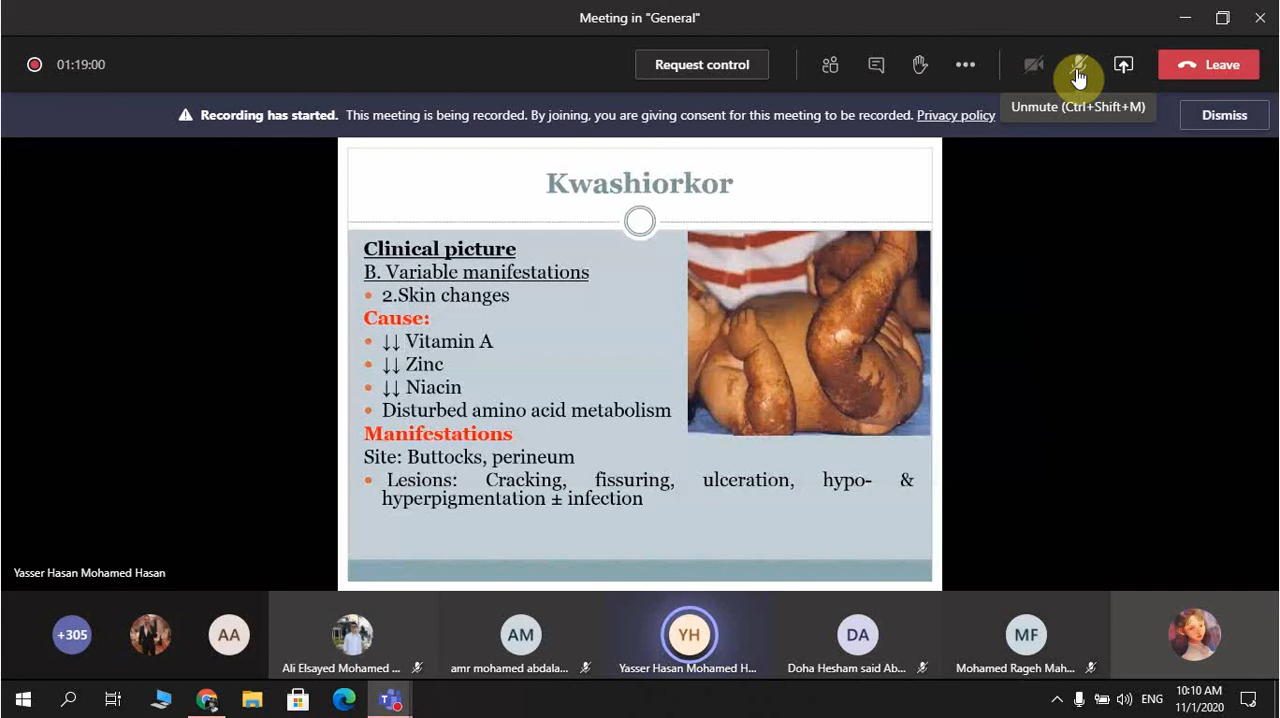 Meeting in "General"
01:19:00
Request control
Leave
Unmute (Ctrl+Shift+M)
Recording has started. This meeting is being recorded. By joining, you are giving consent for this meeting to be recorded. Privacy policy
Dismiss
Kwashiorkor
Clinical picture
B. Variable manifestations
• 2.Skin changes
Cause:
• ↓↓ Vitamin A
• ↓↓ Zinc
• ↓↓ Niacin
• Disturbed amino acid metabolism
Manifestations
Site: Buttocks, perineum
• Lesions: Cracking, fissuring, ulceration, hypo- &
hyperpigmentation ± infection
Yasser Hasan Mohamed Hasan
+305
AA
AM
YH
DA
MF
Ali Elsayed Mohamed ...
amr mohamed abdala...
Yasser Hasan Mohamed H...
Doha Hesham said Ab...
Mohamed Rageh Mah...
ENG
10:10 AM
11/1/2020